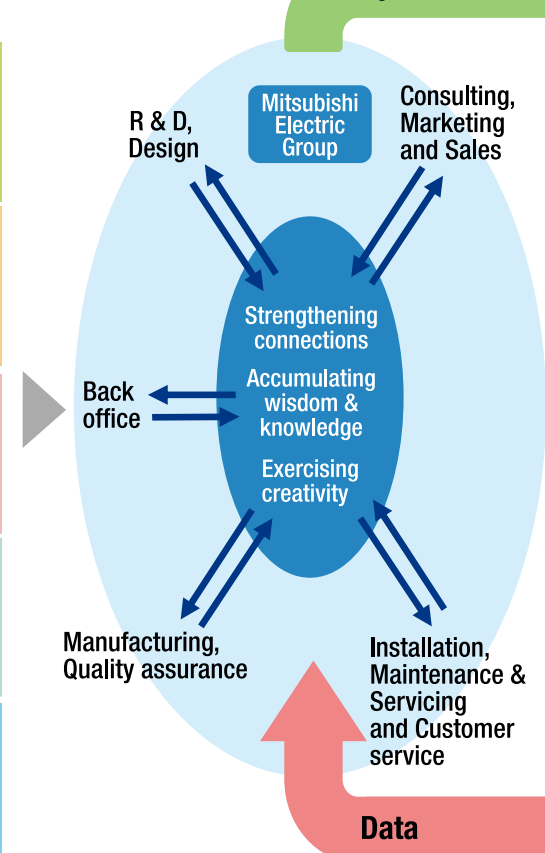 Mitsubishi
Electric
Group
R & D,
Design
Consulting,
Marketing
and Sales
Strengthening
connections
Accumulating
wisdom &
knowledge
Exercising
creativity
Back
office
Manufacturing,
Quality assurance
Installation,
Maintenance &
Servicing
and Customer
service
Data